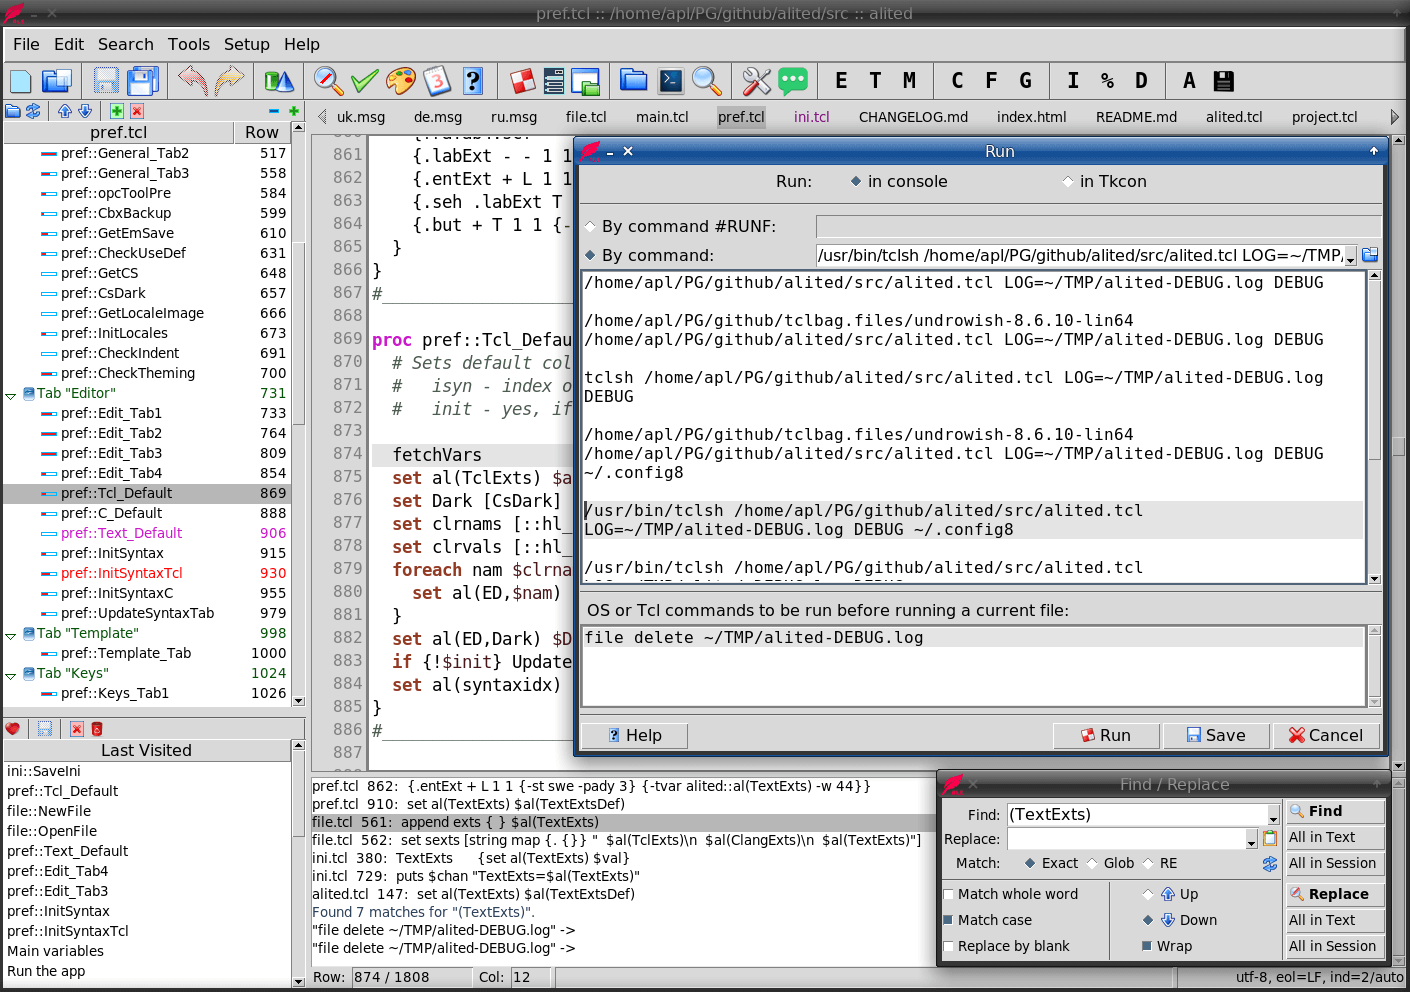 pref.tcl :: /home/apl/PG/github/alited/src :: alited
File Edit Search Tools Setup Help
3 ? E T M C F G I % D A
uk.msg de.msg ru.msg file.tcl main.tcl pref.tcl ini.tcl CHANGELOG.md index.html README.md alited.tcl project.tcl
pref.tcl Row
pref::General_Tab2 517
pref::General_Tab3 558
pref::opcToolPre 584
pref::CbxBackup 599
pref::GetEmSave 610
pref::CheckUseDef 631
pref::GetCS 648
pref::CsDark 657
pref::GetLocaleImage 666
pref::InitLocales 673
pref::CheckIndent 691
pref::CheckTheming 700
Tab "Editor" 731
pref::Edit_Tab1 733
pref::Edit_Tab2 764
pref::Edit_Tab3 809
pref::Edit_Tab4 854
pref::Tcl_Default 869
pref::C_Default 888
pref::Text_Default 906
pref::InitSyntax 915
pref::InitSyntaxTcl 930
pref::InitSyntaxC 955
pref::UpdateSyntaxTab 979
Tab "Template" 998
pref::Template_Tab 1000
Tab "Keys" 1024
pref::Keys_Tab1 1026
Last Visited
ini::SaveIni
pref::Tcl_Default
file::NewFile
file::OpenFile
pref::Text_Default
pref::Edit_Tab4
pref::Edit_Tab3
pref::InitSyntax
pref::InitSyntaxTcl
Main variables
Run the app
861 {.labExt - - 1 1
862 {.entExt + L 1 1
863 {.seh .labExt T
864 {.but + T 1 1 {-
865 }
866 }
867 #
868
869 proc pref::Tcl_Defau
870 # Sets default col
871 # isyn - index o
872 # init - yes, if
873
874 fetchVars
875 set al(TclExts) $a
876 set Dark [CsDark]
877 set clrnams [::hl_
878 set clrvals [::hl_
879 foreach nam $clrna
880 set al(ED,$nam)
881 }
882 set al(ED,Dark) $D
883 if {!$init} Update
884 set al(syntaxidx)
885 }
886 #
887
Run
Run: in console in Tkcon
By command #RUNF:
By command: /usr/bin/tclsh /home/apl/PG/github/alited/src/alited.tcl LOG=~/TMP/
/home/apl/PG/github/alited/src/alited.tcl LOG=~/TMP/alited-DEBUG.log DEBUG
/home/apl/PG/github/tclbag.files/undrowish-8.6.10-lin64
/home/apl/PG/github/alited/src/alited.tcl LOG=~/TMP/alited-DEBUG.log DEBUG
tclsh /home/apl/PG/github/alited/src/alited.tcl LOG=~/TMP/alited-DEBUG.log
DEBUG
/home/apl/PG/github/tclbag.files/undrowish-8.6.10-lin64
/home/apl/PG/github/alited/src/alited.tcl LOG=~/TMP/alited-DEBUG.log DEBUG
~/.config8
/usr/bin/tclsh /home/apl/PG/github/alited/src/alited.tcl
LOG=~/TMP/alited-DEBUG.log DEBUG ~/.config8
/usr/bin/tclsh /home/apl/PG/github/alited/src/alited.tcl
OS or Tcl commands to be run before running a current file:
file delete ~/TMP/alited-DEBUG.log
Help Run Save Cancel
pref.tcl 862: {.entExt + L 1 1 {-st swe -pady 3} {-tvar alited::al(TextExts) -w 44}}
pref.tcl 910: set al(TextExts) $al(TextExtsDef)
file.tcl 561: append exts { } $al(TextExts)
file.tcl 562: set sexts [string map {. {}} " $al(TclExts)\n $al(ClangExts)\n $al(TextExts)"]
ini.tcl 380: TextExts {set al(TextExts) $val}
ini.tcl 729: puts $chan "TextExts=$al(TextExts)"
alited.tcl 147: set al(TextExts) $al(TextExtsDef)
Found 7 matches for "(TextExts)".
"file delete ~/TMP/alited-DEBUG.log" ->
"file delete ~/TMP/alited-DEBUG.log" ->
Find / Replace
Find: (TextExts) Find
Replace: All in Text
Match: Exact Glob RE All in Session
Match whole word Up Replace
Match case Down All in Text
Replace by blank Wrap All in Session
Row: 874 / 1808 Col: 12 utf-8, eol=LF, ind=2/auto